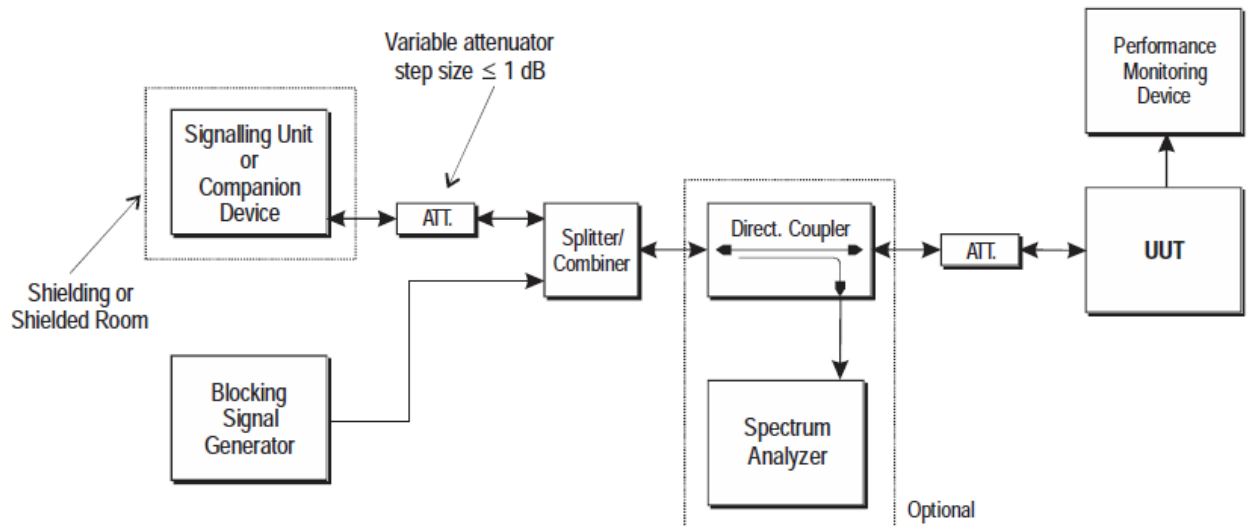 Variable attenuator
step size ≤ 1 dB
Performance
Monitoring
Device
Signalling Unit
or
Companion
Device
ATT.
Splitter/
Combiner
Direct. Coupler
ATT.
UUT
Shielding or
Shielded Room
Blocking
Signal
Generator
Spectrum
Analyzer
Optional